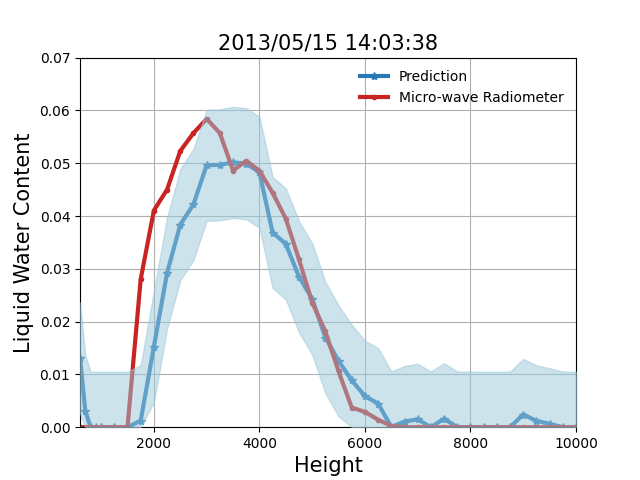 2013/05/15 14:03:38
Prediction
Micro-wave Radiometer
Liquid Water Content
0.07
0.06
0.05
0.04
0.03
0.02
0.01
0.00
2000 4000 6000 8000 10000
Height